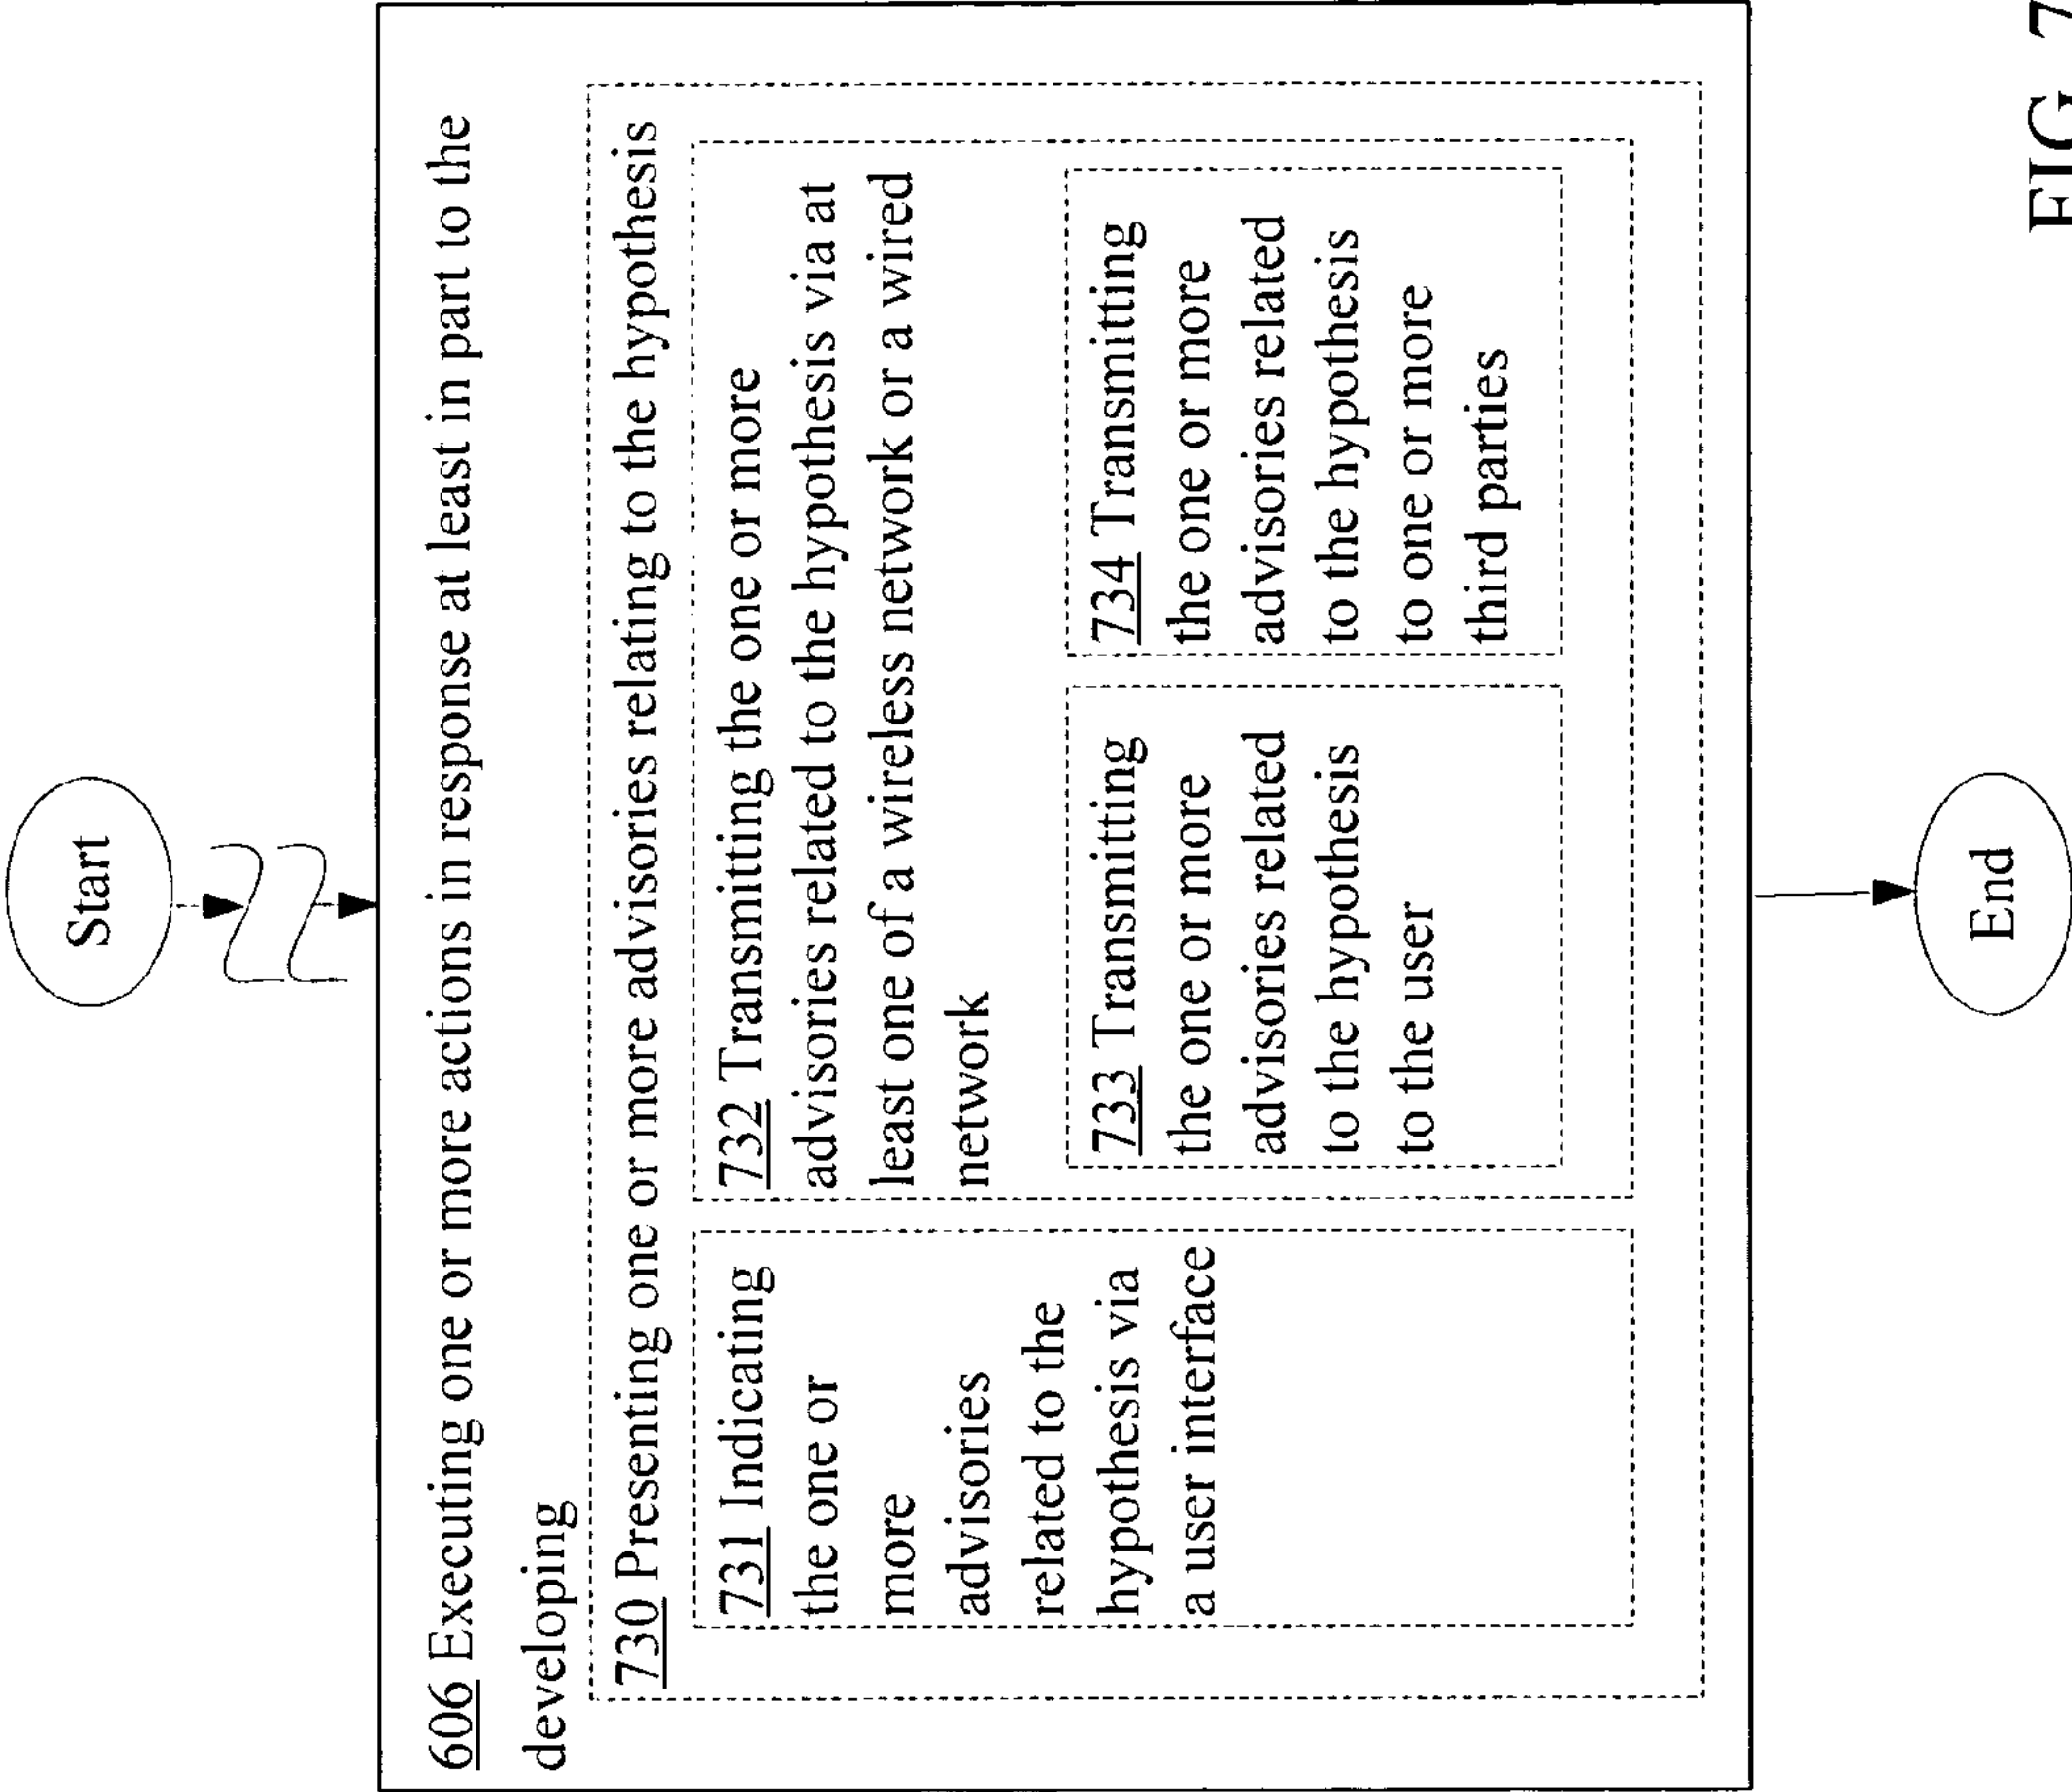 Start
606 Executing one or more actions in response at least in part to the
developing
730 Presenting one or more advisories relating to the hypothesis
731 Indicating
the one or
more
advisories
related to the
hypothesis via
a user interface
732 Transmitting the one or more
advisories related to the hypothesis via at
least one of a wireless network or a wired
network
733 Transmitting
the one or more
advisories related
to the hypothesis
to the user
734 Transmitting
the one or more
advisories related
to the hypothesis
to one or more
third parties
End
FIG 7